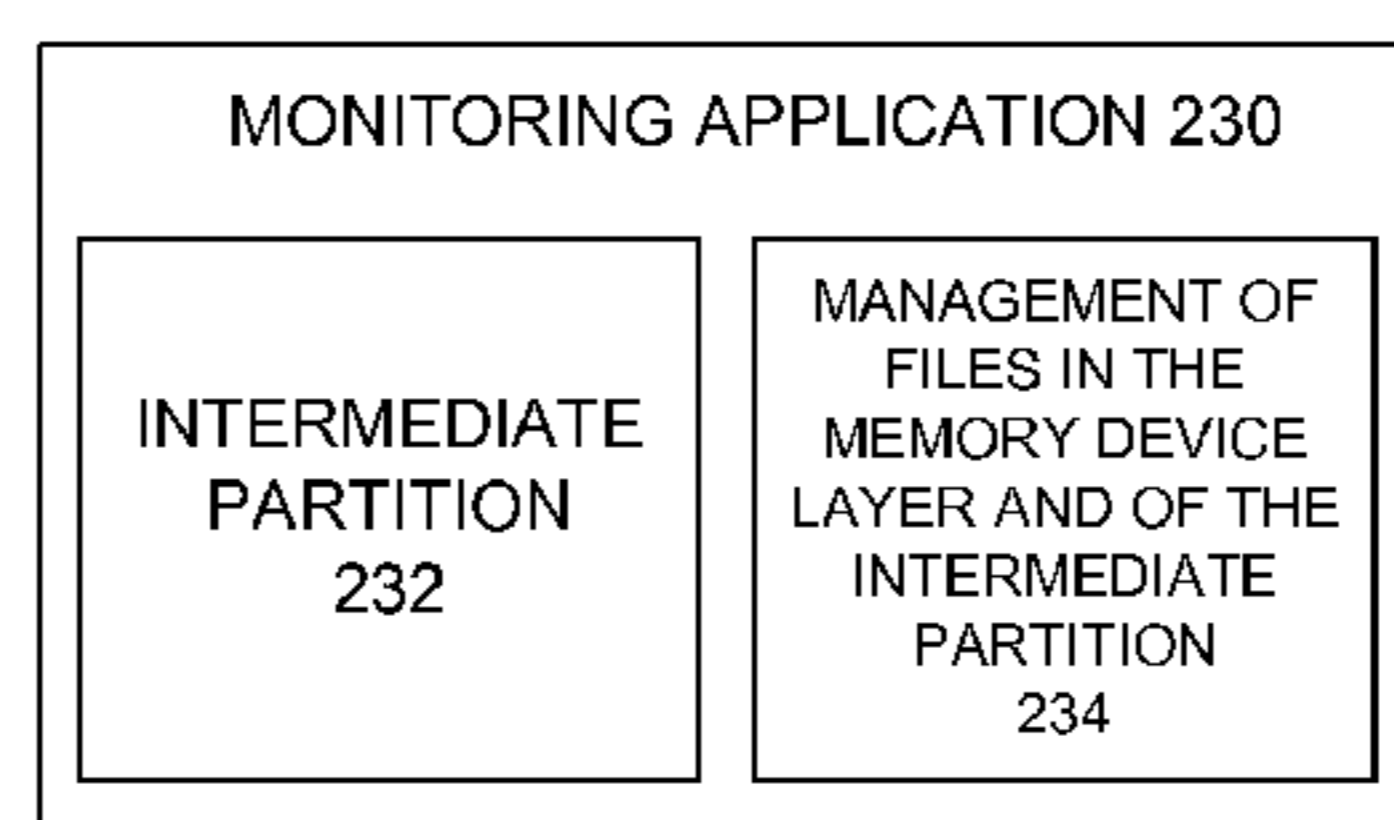 MONITORING APPLICATION 230
INTERMEDIATE
PARTITION
232
MANAGEMENT OF
FILES IN THE
MEMORY DEVICE
LAYER AND OF THE
INTERMEDIATE
PARTITION
234